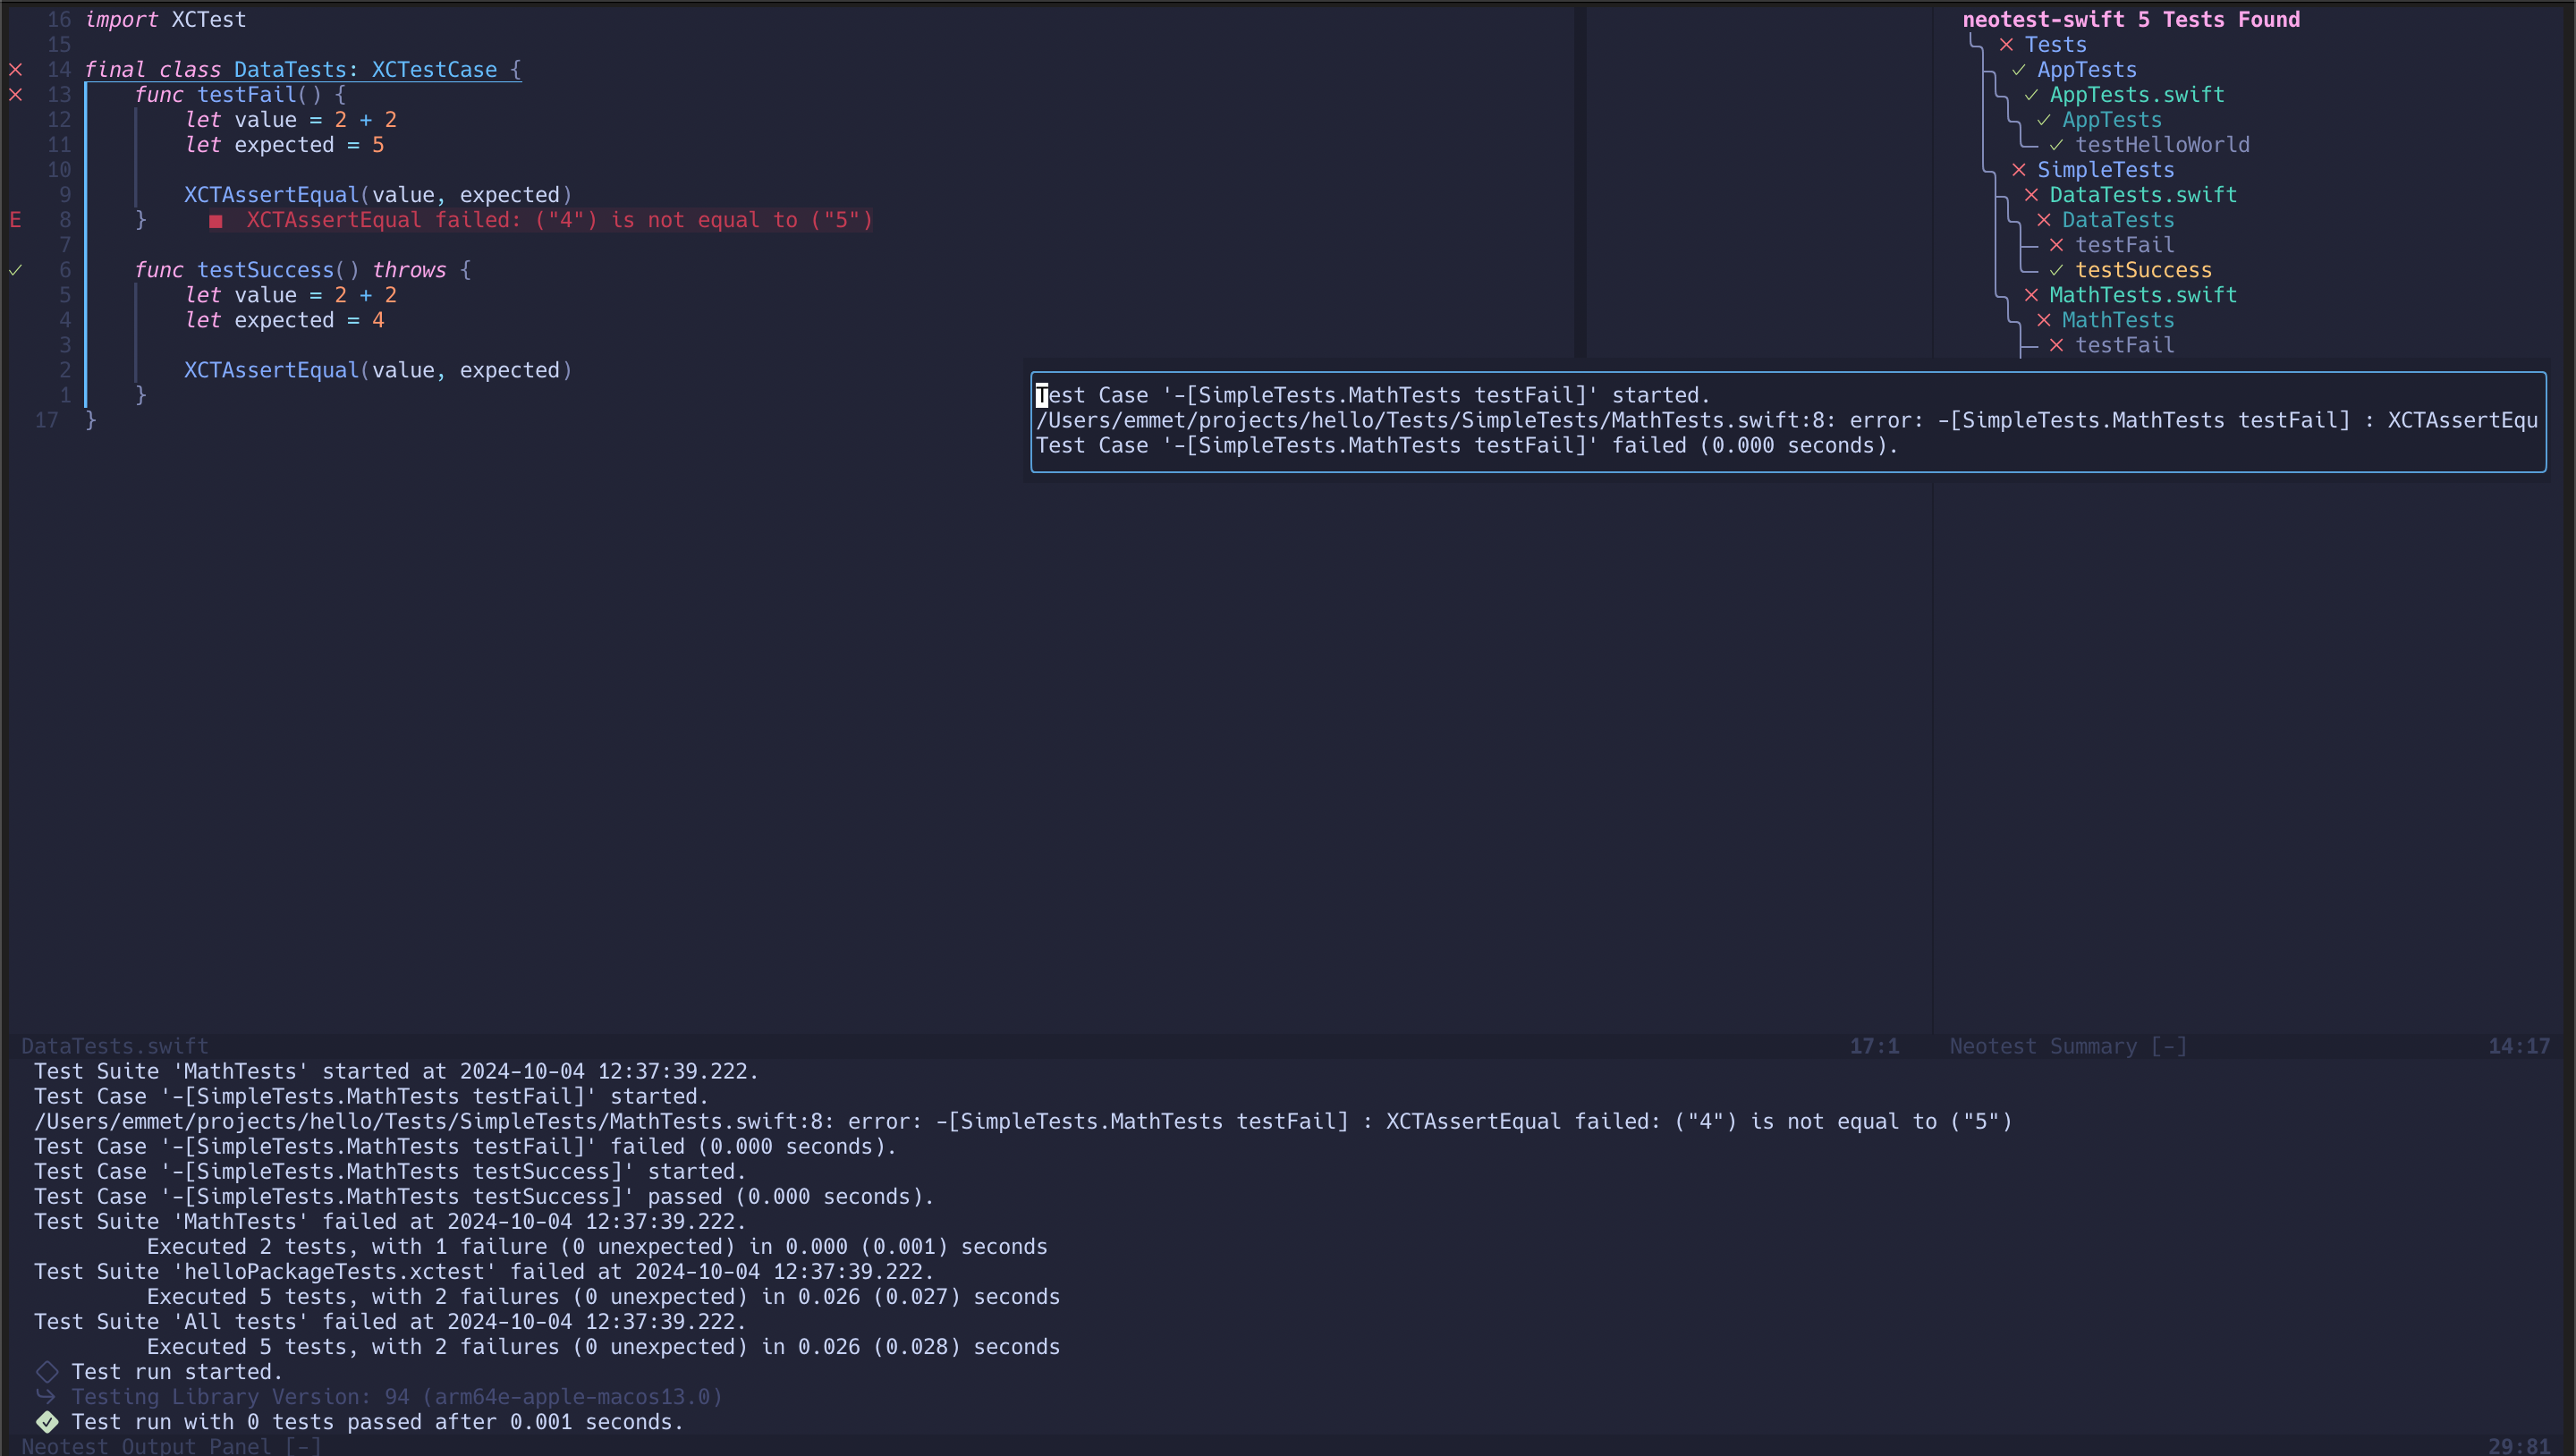 16 import XCTest
15
14 final class DataTests: XCTestCase {
13 func testFail() {
12 let value = 2 + 2
11 let expected = 5
10
9 XCTAssertEqual(value, expected)
E 8 } ■ XCTAssertEqual failed: ("4") is not equal to ("5")
7
6 func testSuccess() throws {
5 let value = 2 + 2
4 let expected = 4
3
2 XCTAssertEqual(value, expected)
1 }
17 }
neotest-swift 5 Tests Found
Tests
AppTests
AppTests.swift
AppTests
testHelloWorld
SimpleTests
DataTests.swift
DataTests
testFail
testSuccess
MathTests.swift
MathTests
testFail
Test Case '-[SimpleTests.MathTests testFail]' started.
/Users/emmet/projects/hello/Tests/SimpleTests/MathTests.swift:8: error: -[SimpleTests.MathTests testFail] : XCTAssertEqu
Test Case '-[SimpleTests.MathTests testFail]' failed (0.000 seconds).
DataTests.swift 17:1
Neotest Summary [-] 14:17
Test Suite 'MathTests' started at 2024-10-04 12:37:39.222.
Test Case '-[SimpleTests.MathTests testFail]' started.
/Users/emmet/projects/hello/Tests/SimpleTests/MathTests.swift:8: error: -[SimpleTests.MathTests testFail] : XCTAssertEqual failed: ("4") is not equal to ("5")
Test Case '-[SimpleTests.MathTests testFail]' failed (0.000 seconds).
Test Case '-[SimpleTests.MathTests testSuccess]' started.
Test Case '-[SimpleTests.MathTests testSuccess]' passed (0.000 seconds).
Test Suite 'MathTests' failed at 2024-10-04 12:37:39.222.
Executed 2 tests, with 1 failure (0 unexpected) in 0.000 (0.001) seconds
Test Suite 'helloPackageTests.xctest' failed at 2024-10-04 12:37:39.222.
Executed 5 tests, with 2 failures (0 unexpected) in 0.026 (0.027) seconds
Test Suite 'All tests' failed at 2024-10-04 12:37:39.222.
Executed 5 tests, with 2 failures (0 unexpected) in 0.026 (0.028) seconds
Test run started.
Testing Library Version: 94 (arm64e-apple-macos13.0)
Test run with 0 tests passed after 0.001 seconds.
Neotest Output Panel [-] 29:81